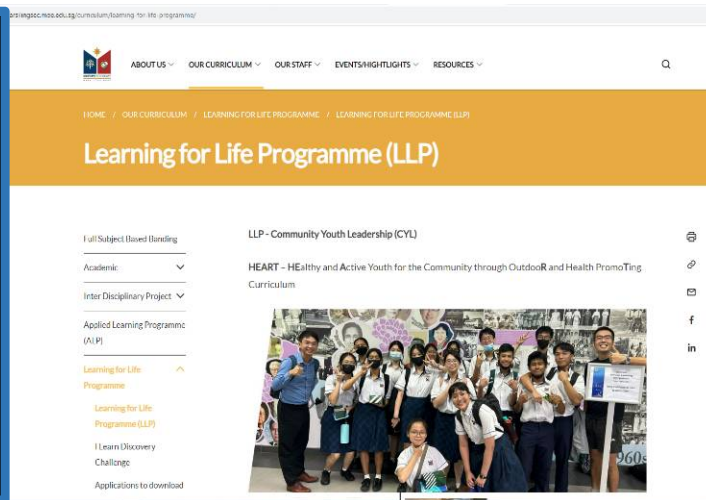 sec.moe.edu.sg/curriculum/learning-for-life-programme/
ABOUT US
OUR CURRICULUM
OUR STAFF
EVENTS/HIGHTLIGHTS
RESOURCES
HOME / OUR CURRICULUM / LEARNING FOR LIFE PROGRAMME / LEARNING FOR LIFE PROGRAMME (LLP)
Learning for Life Programme (LLP)
Full Subject Based Banding
Academic
Inter Disciplinary Project
Applied Learning Programme
(ALP)
Learning for Life
Programme
Learning for Life
Programme (LLP)
I Learn Discovery
Challenge
Applications to download
LLP - Community Youth Leadership (CYL)
HEART – HEalthy and Active Youth for the Community through OutdooR and Health PromoTing
Curriculum
960s
f
in